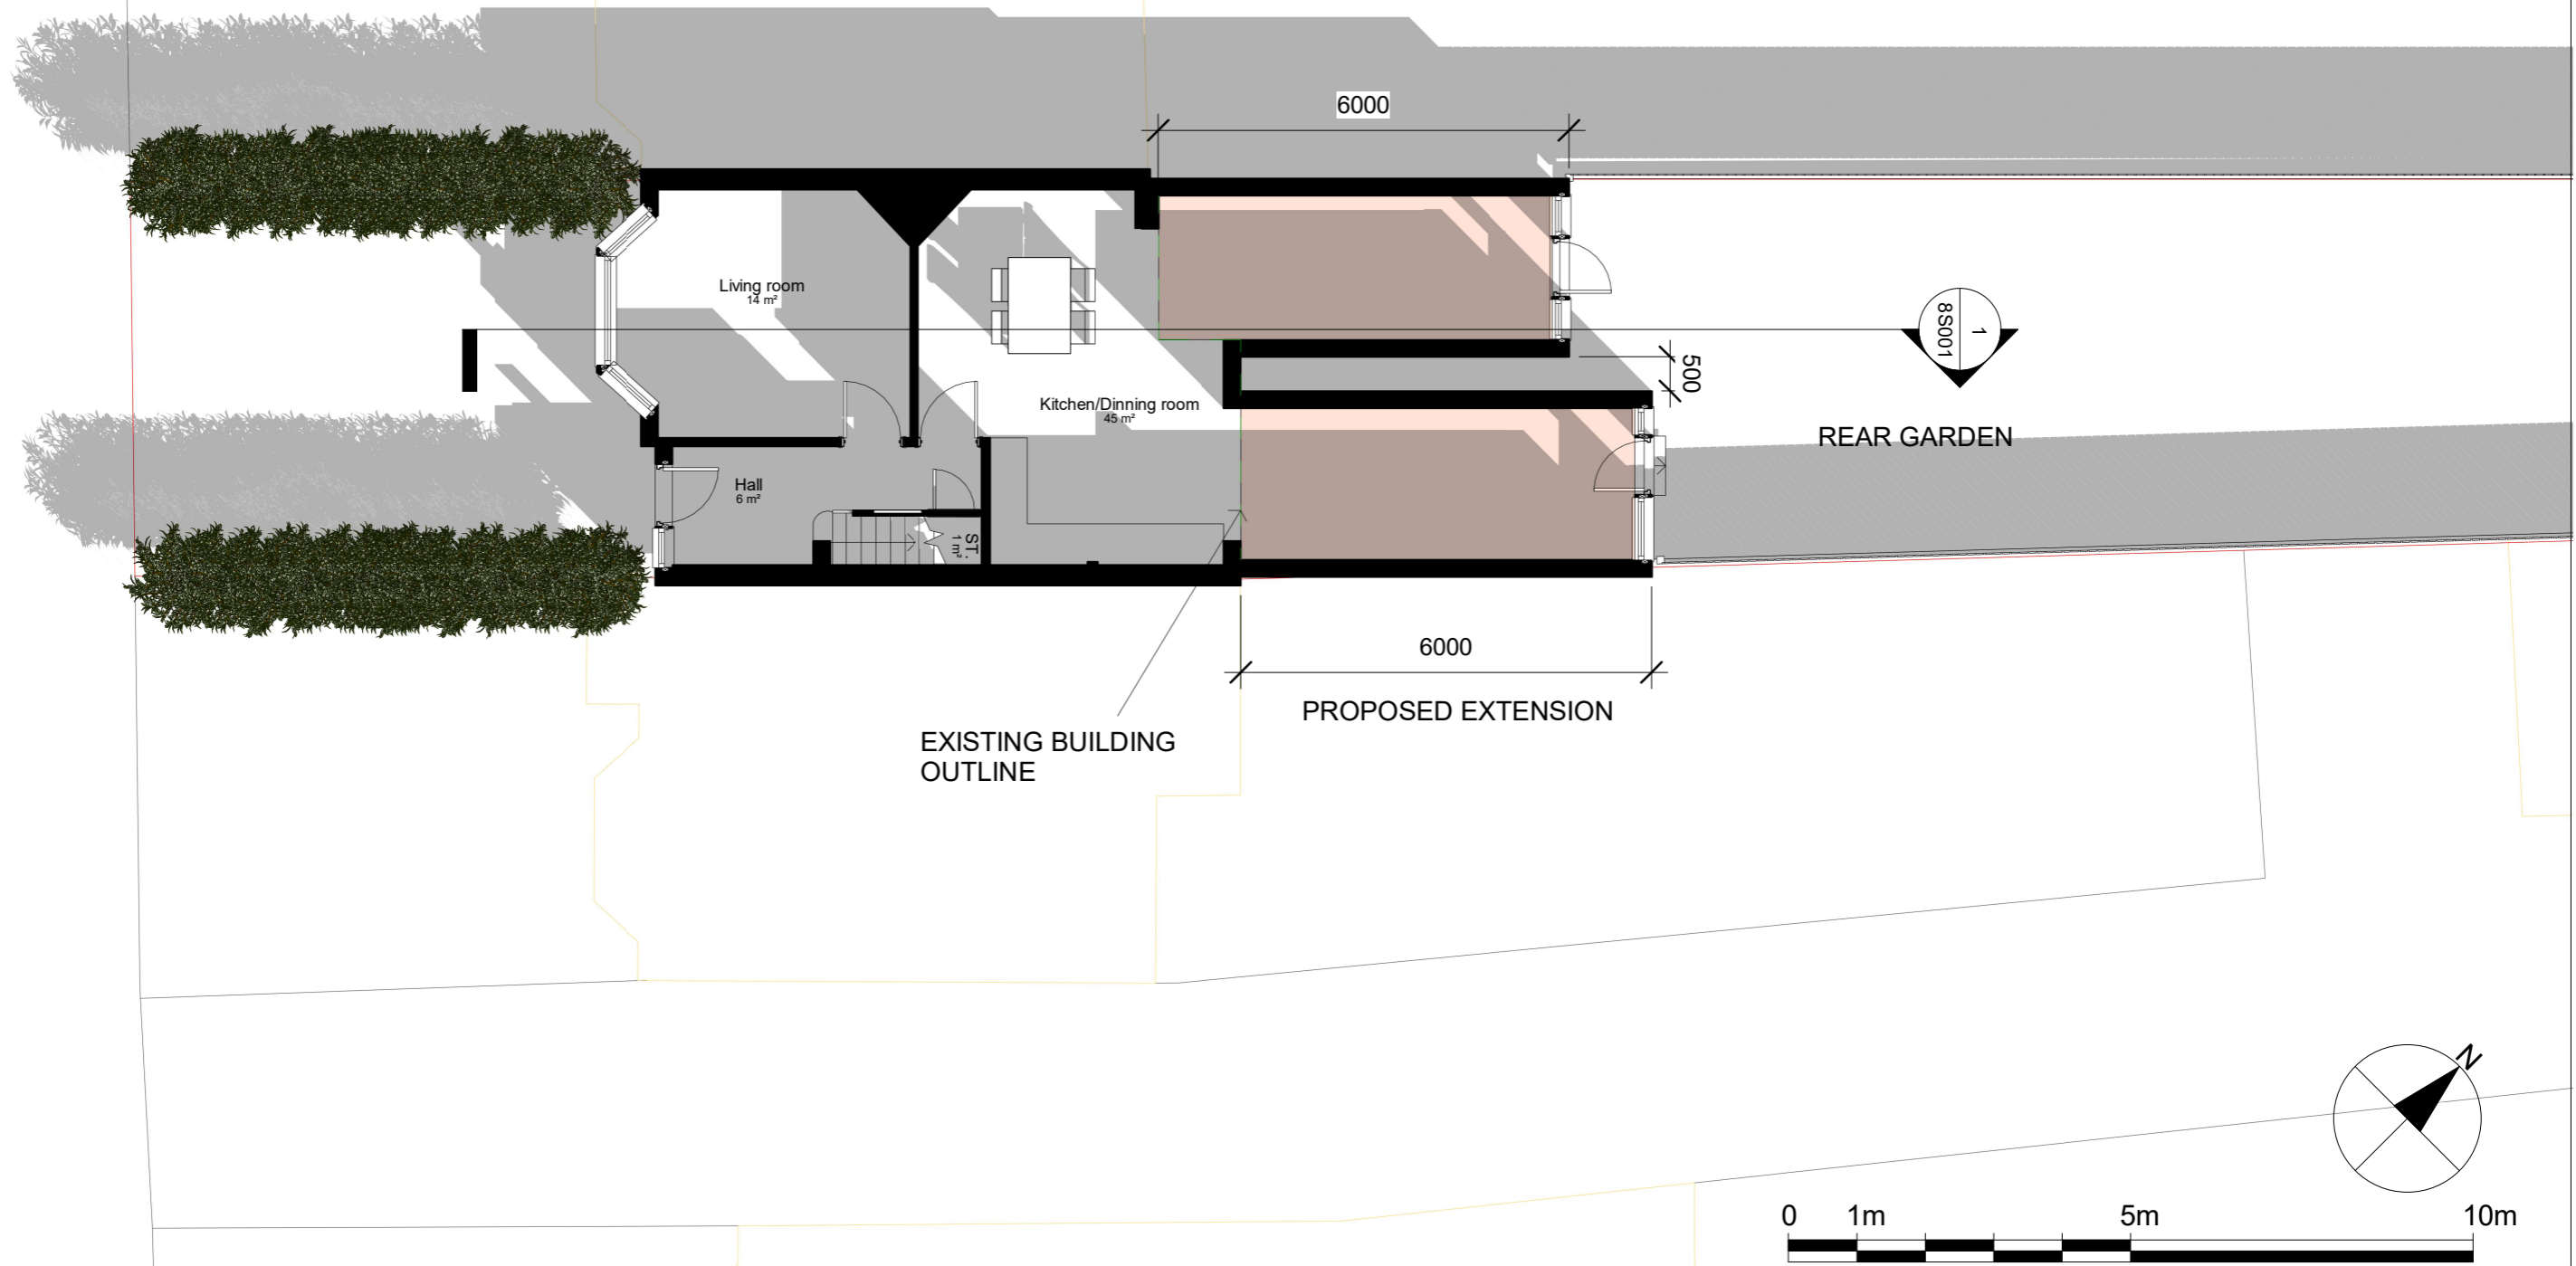 6000
Living room
14 m²
1
8S001
500
Kitchen/Dinning room
45 m²
REAR GARDEN
Hall
6 m²
ST.
1 m²
6000
PROPOSED EXTENSION
EXISTING BUILDING
OUTLINE
N
0 1m 5m 10m